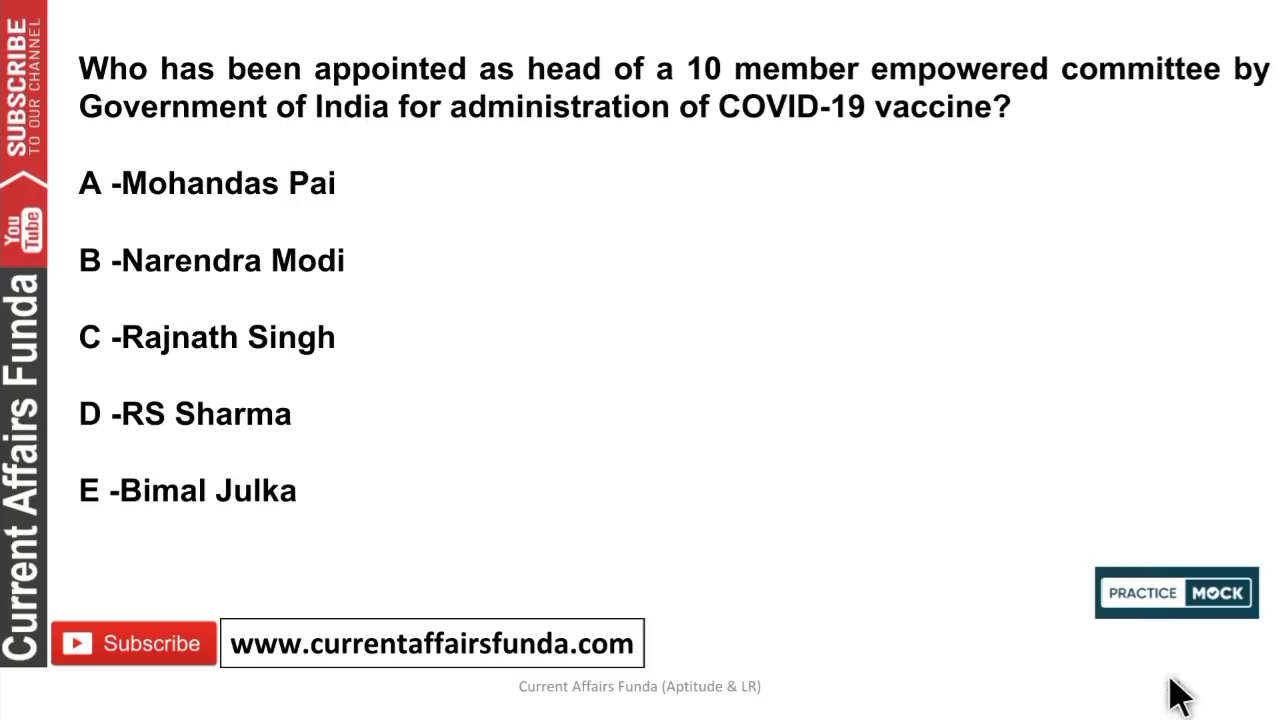 SUBSCRIBE
TO OUR CHANNEL
You
Tube
Current Affairs Funda
Who has been appointed as head of a 10 member empowered committee by
Government of India for administration of COVID-19 vaccine?
A -Mohandas Pai
B -Narendra Modi
C -Rajnath Singh
D -RS Sharma
E -Bimal Julka
PRACTICE MOCK
Subscribe
www.currentaffairsfunda.com
Current Affairs Funda (Aptitude & LR)